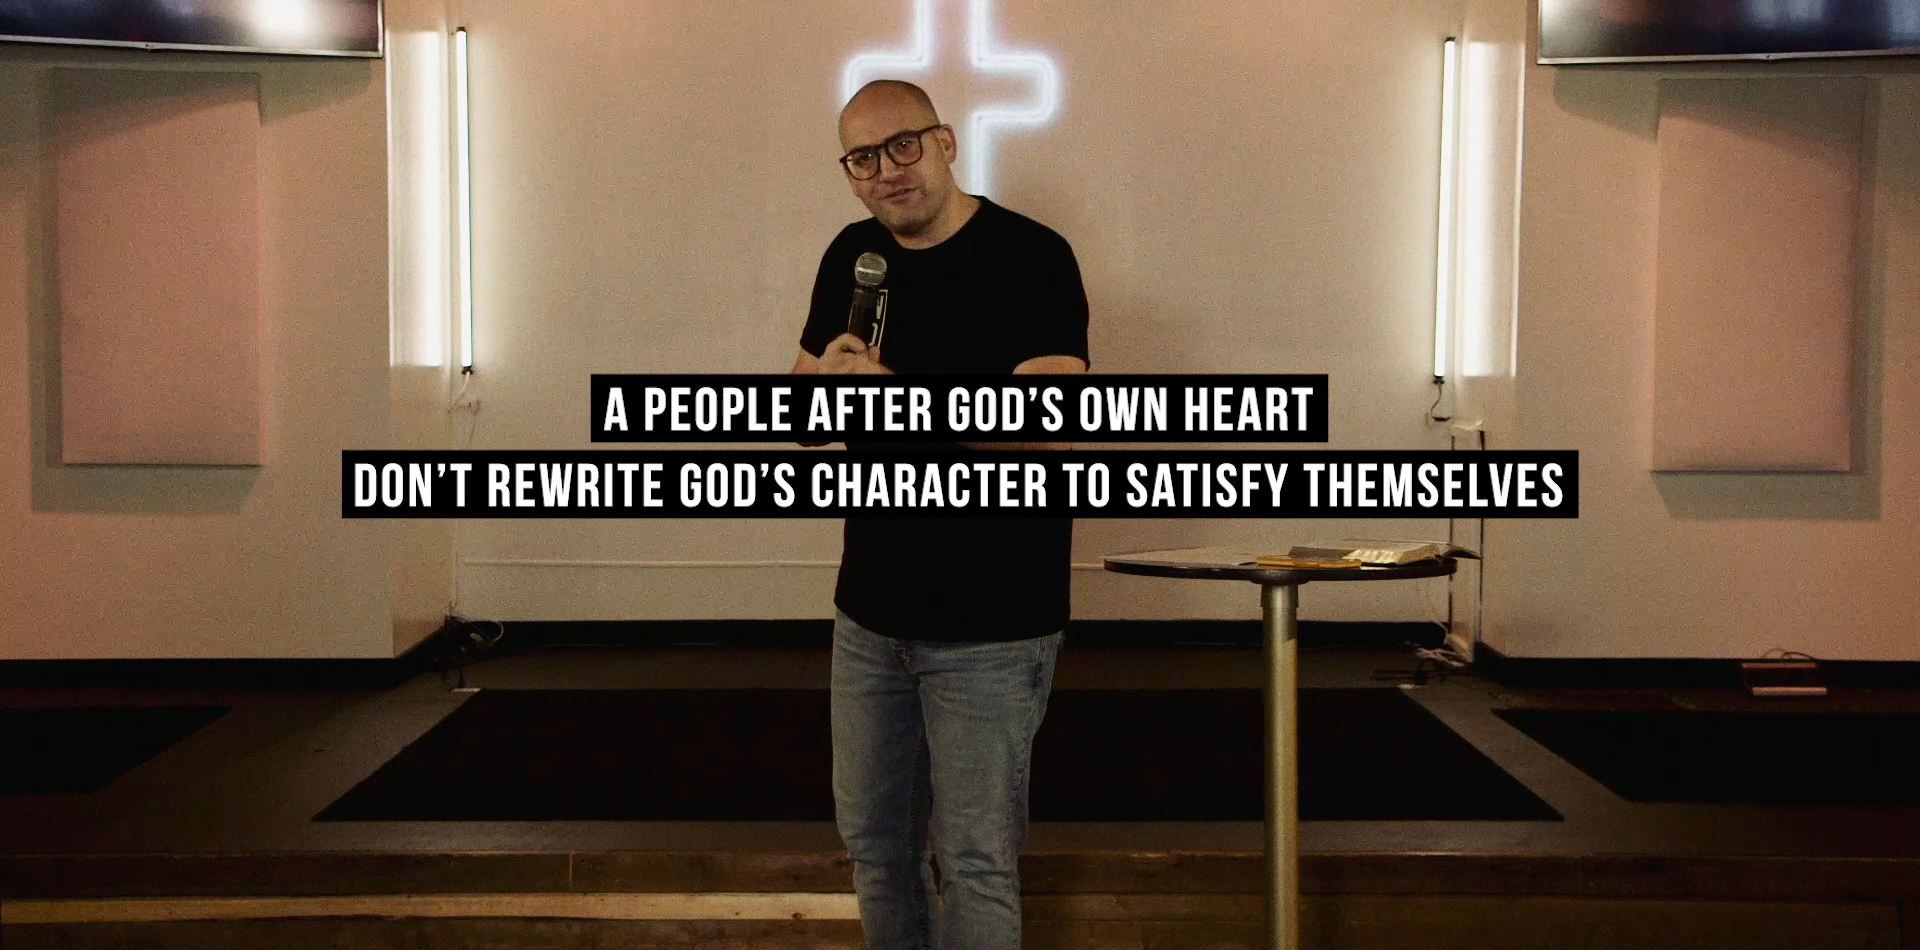 A PEOPLE AFTER GOD’S OWN HEART
DON’T REWRITE GOD’S CHARACTER TO SATISFY THEMSELVES